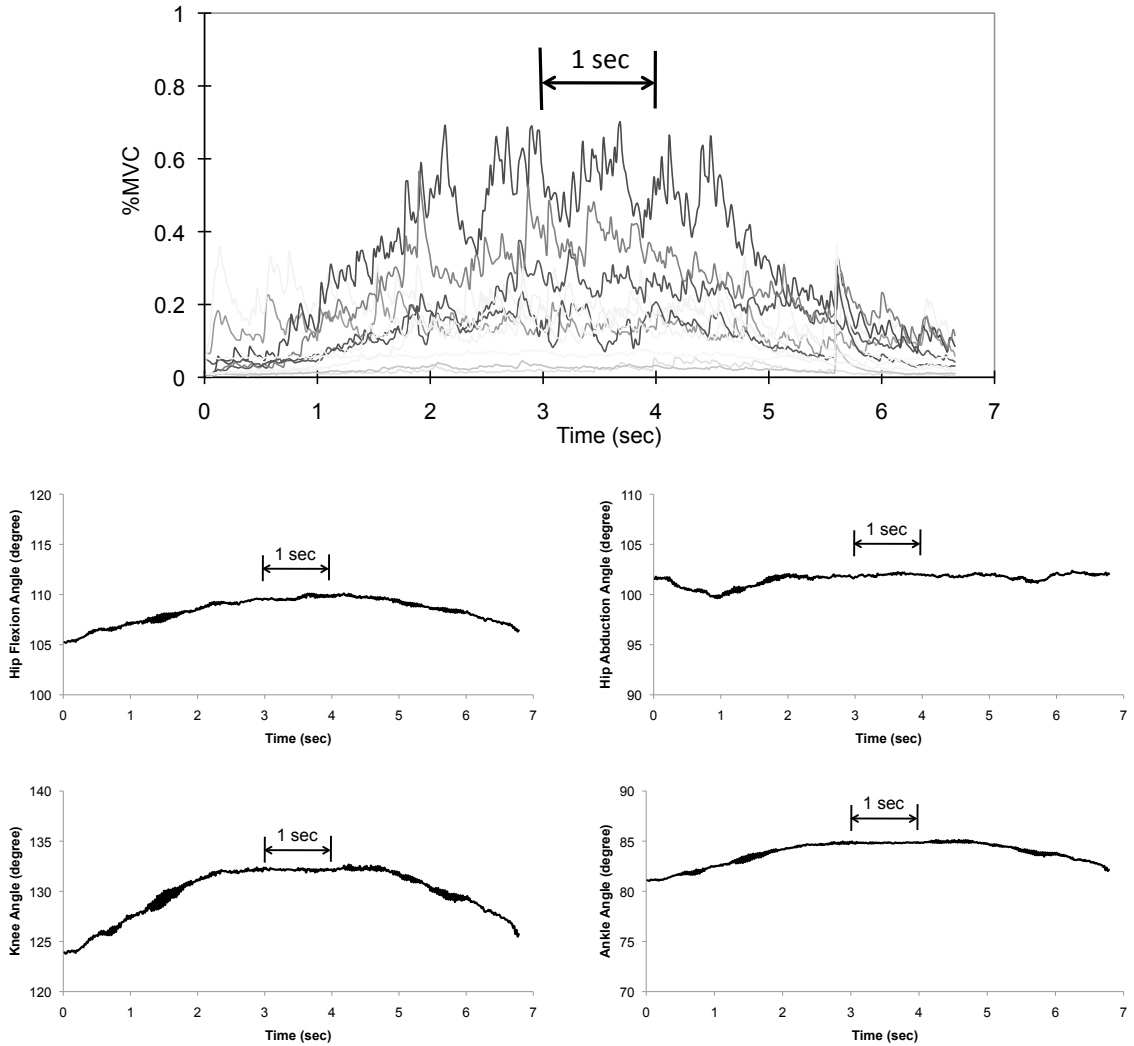 1
0.8
0.6
0.4
0.2
0
%MVC
1 sec
0 1 2 3 4 5 6 7
Time (sec)
120
115
110
105
100
Hip Flexion Angle (degree)
1 sec
0 1 2 3 4 5 6 7
Time (sec)
110
105
100
95
90
Hip Abduction Angle (degree)
1 sec
0 1 2 3 4 5 6 7
Time (sec)
140
135
130
125
120
Knee Angle (degree)
1 sec
0 1 2 3 4 5 6 7
Time (sec)
90
85
80
75
70
Ankle Angle (degree)
1 sec
0 1 2 3 4 5 6 7
Time (sec)